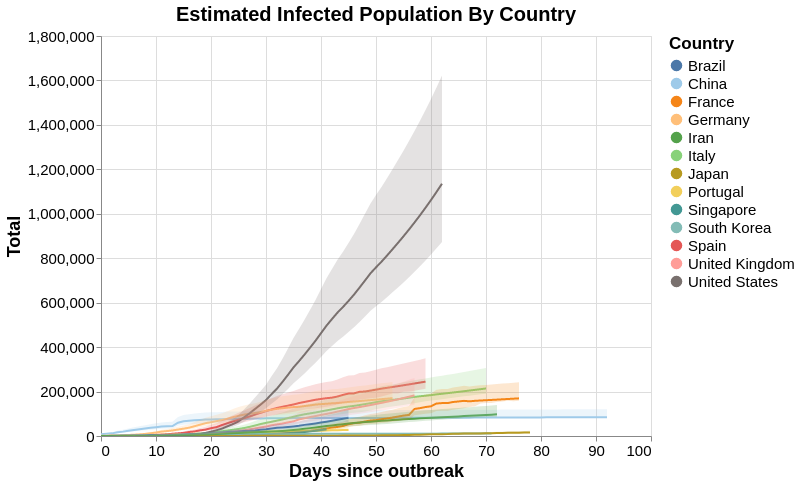 Estimated Infected Population By Country
Total
1,800,000
1,600,000
1,400,000
1,200,000
1,000,000
800,000
600,000
400,000
200,000
0
0 10 20 30 40 50 60 70 80 90 100
Days since outbreak
Country
Brazil
China
France
Germany
Iran
Italy
Japan
Portugal
Singapore
South Korea
Spain
United Kingdom
United States